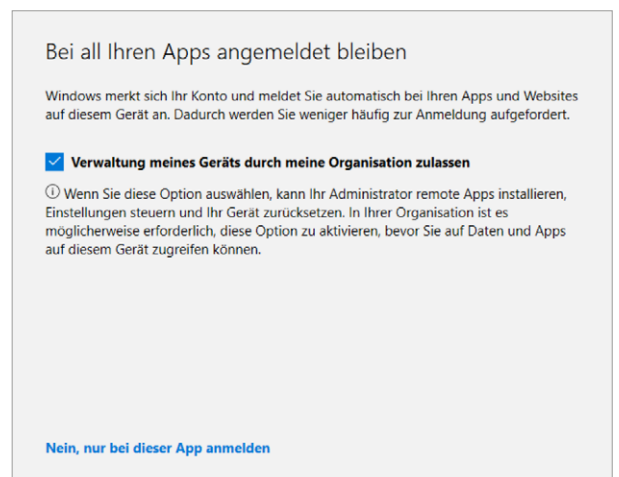 Bei all Ihren Apps angemeldet bleiben
Windows merkt sich Ihr Konto und meldet Sie automatisch bei Ihren Apps und Websites
auf diesem Gerät an. Dadurch werden Sie weniger häufig zur Anmeldung aufgefordert.
Verwaltung meines Geräts durch meine Organisation zulassen
Wenn Sie diese Option auswählen, kann Ihr Administrator remote Apps installieren,
Einstellungen steuern und Ihr Gerät zurücksetzen. In Ihrer Organisation ist es
möglicherweise erforderlich, diese Option zu aktivieren, bevor Sie auf Daten und Apps
auf diesem Gerät zugreifen können.
Nein, nur bei dieser App anmelden